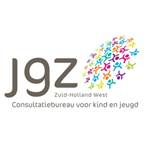 jgz
Zuid-Holland West
Consultatiebureau voor kind en jeugd